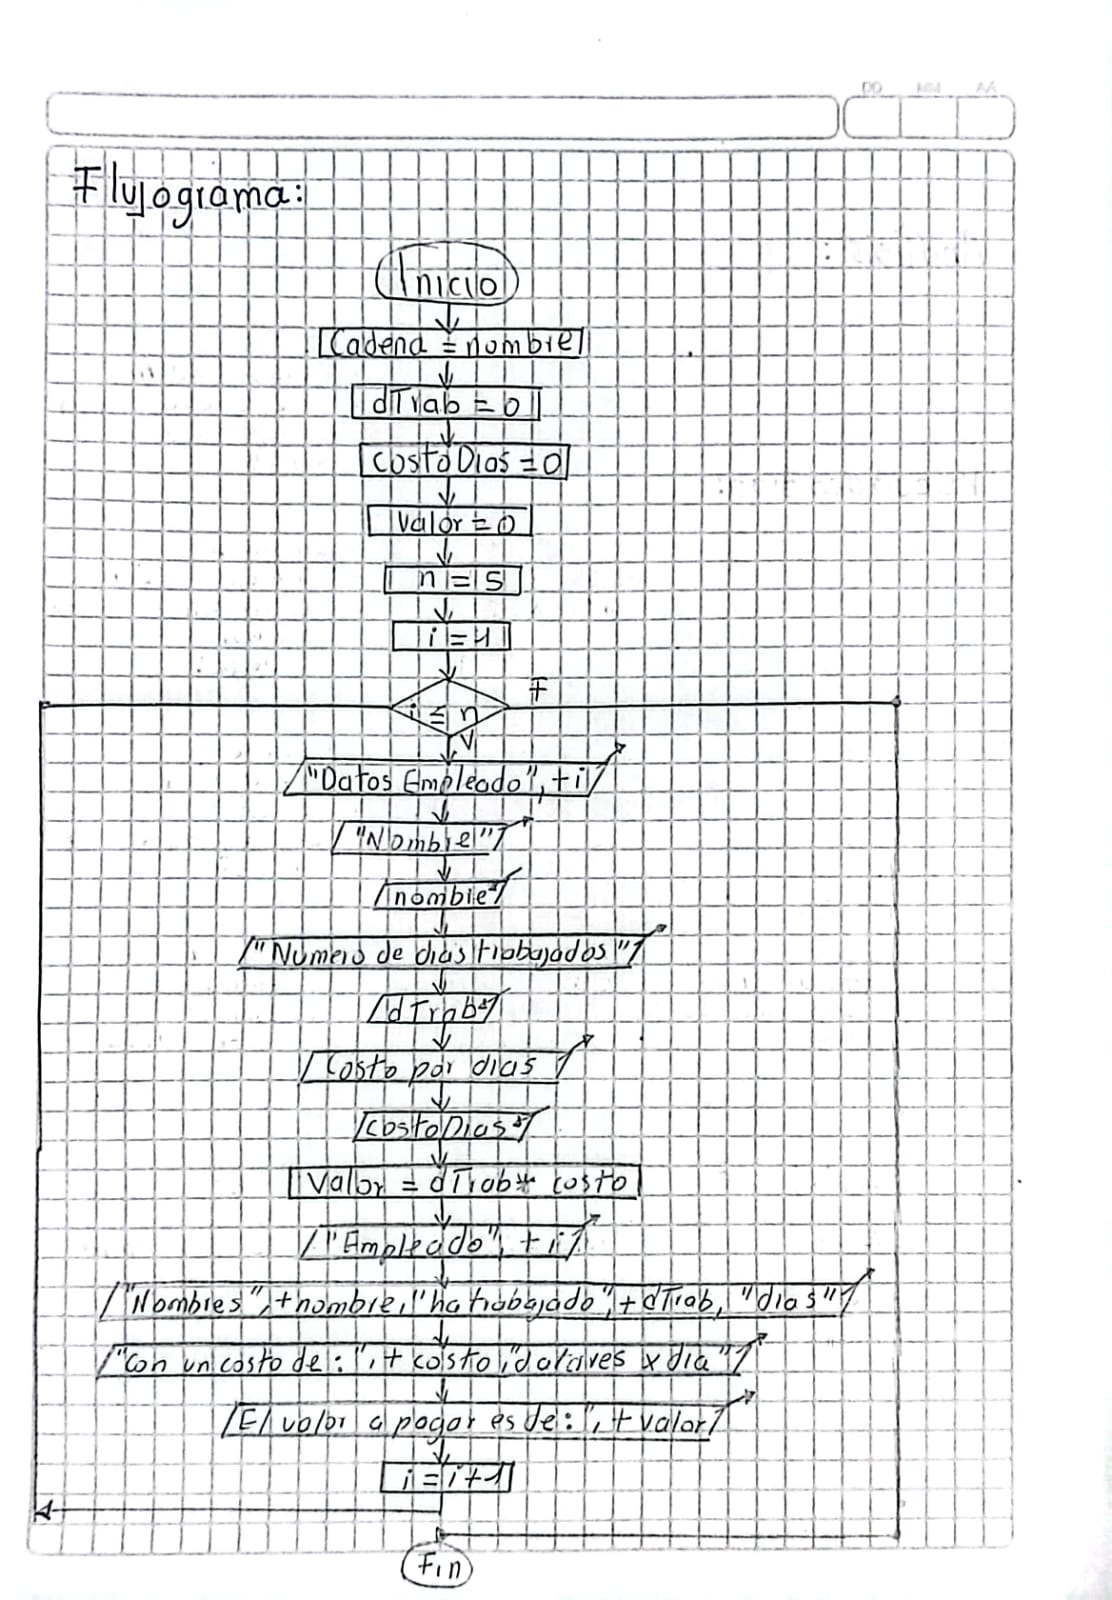 DD MM AA
Flujograma:
Inicio
Cadena = nombre
dTrab = 0
costoDias = 0
Valor = 0
n = 5
i = 1
F
i ≤ n
V
"Datos Empleado", + i
"Nombre"
nombre
"Numero de dias trabajados"
dTrab
Costo por dias
costoDias
Valor = dTrab * costo
"Empleado", + i
"Nombres", + nombre, "ha trabajado", + dTrab, "dias"
"Con un costo de : ", + costo, "dolares x dia"
El valor a pagar es de : ", + valor
i = i + 1
Fin